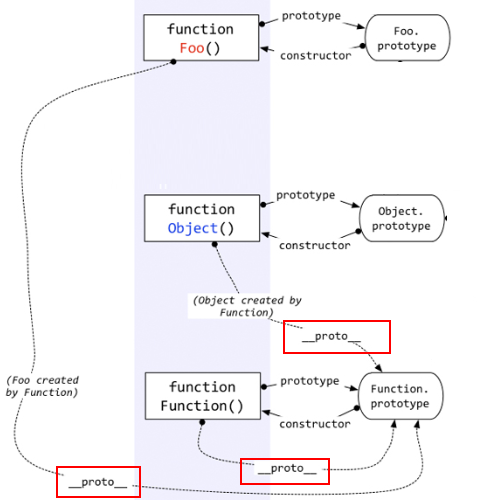 function
Foo()
prototype
constructor
Foo.
prototype
function
Object()
prototype
constructor
Object.
prototype
(Object created by
Function)
__proto__
(Foo created
by Function)
function
Function()
prototype
constructor
Function.
prototype
__proto__
__proto__